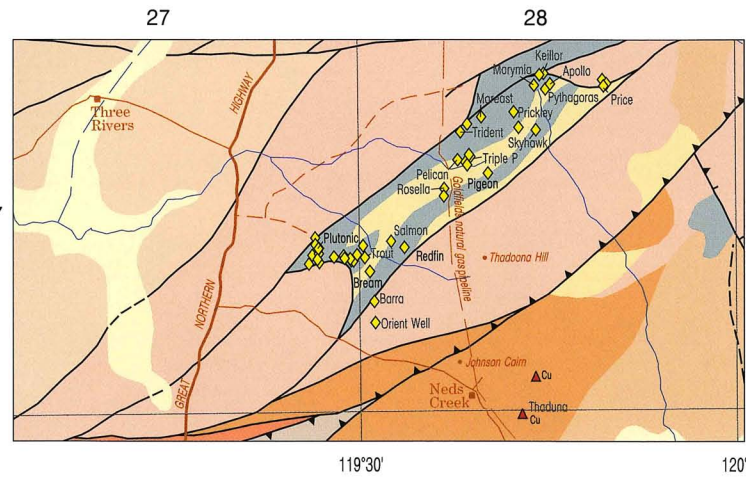 27
28
HIGHWAY
Three
Rivers
Keillor
Marymia
Apollo
Pythagoras
Price
Moreast
Prickley
Trident
Skyhawk
Triple P
Pelican
Pigeon
Rosella
Goldfields natural gas pipeline
Plutonic
Salmon
Trout
Redfin
Thadoona Hill
Bream
Barra
Orient Well
NORTHERN
GREAT
Johnson Cairn
Neds
Creek
Cu
Thaduna
Cu
119°30'
120°